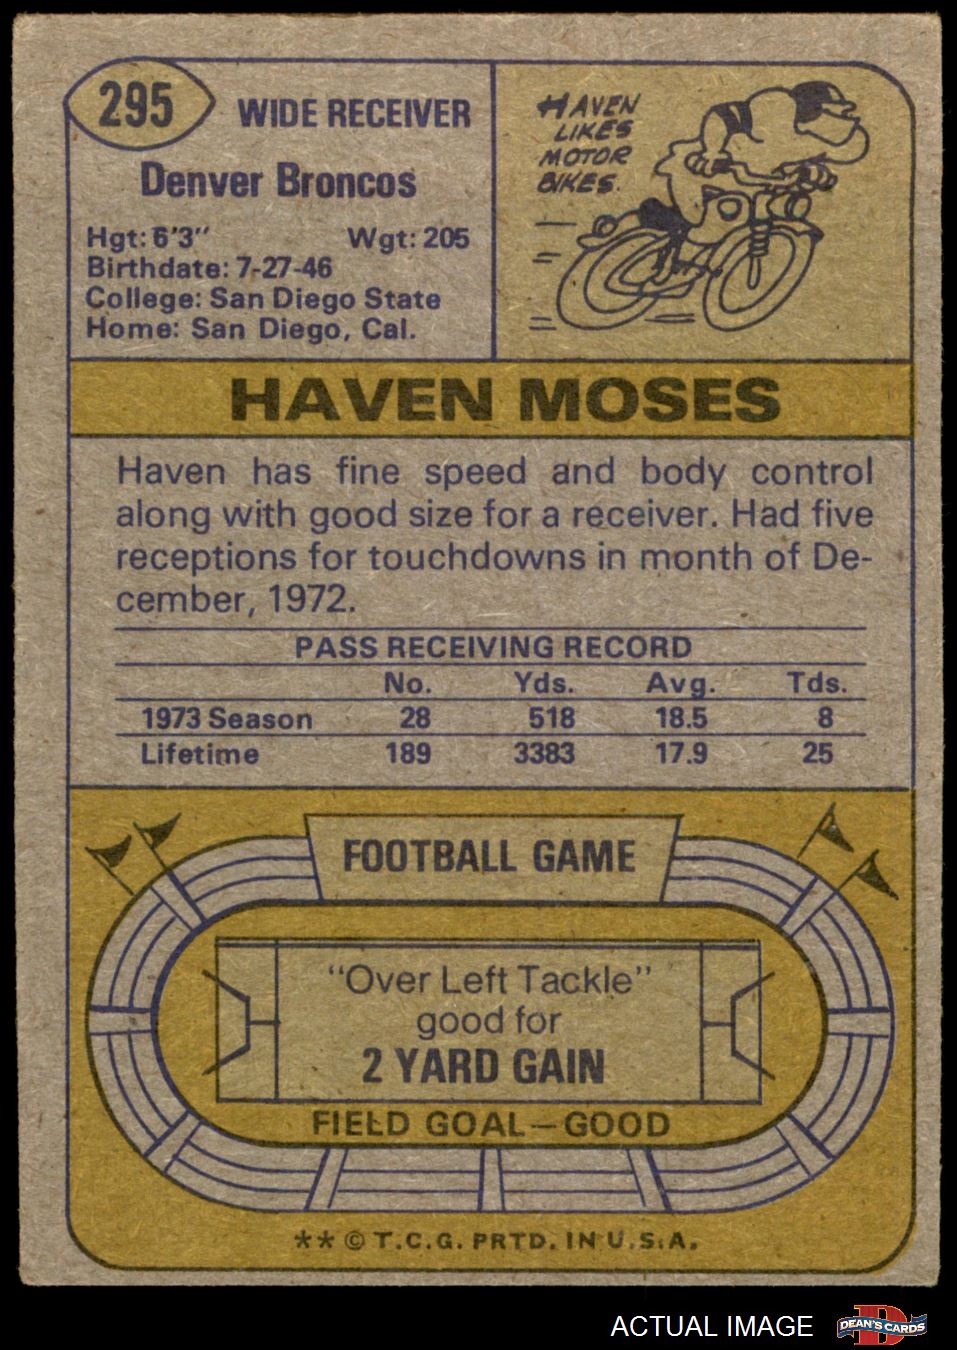 295
WIDE RECEIVER
Denver Broncos
Hgt: 6'3" Wgt: 205
Birthdate: 7-27-46
College: San Diego State
Home: San Diego, Cal.
HAVEN
LIKES
MOTOR
BIKES.
HAVEN MOSES
Haven has fine speed and body control
along with good size for a receiver. Had five
receptions for touchdowns in month of De-
cember, 1972.
PASS RECEIVING RECORD
No. Yds. Avg. Tds.
1973 Season 28 518 18.5 8
Lifetime 189 3383 17.9 25
FOOTBALL GAME
"Over Left Tackle"
good for
2 YARD GAIN
FIELD GOAL—GOOD
** © T.C.G. PRTD. IN U.S.A.
ACTUAL IMAGE
D
DEAN'S CARDS